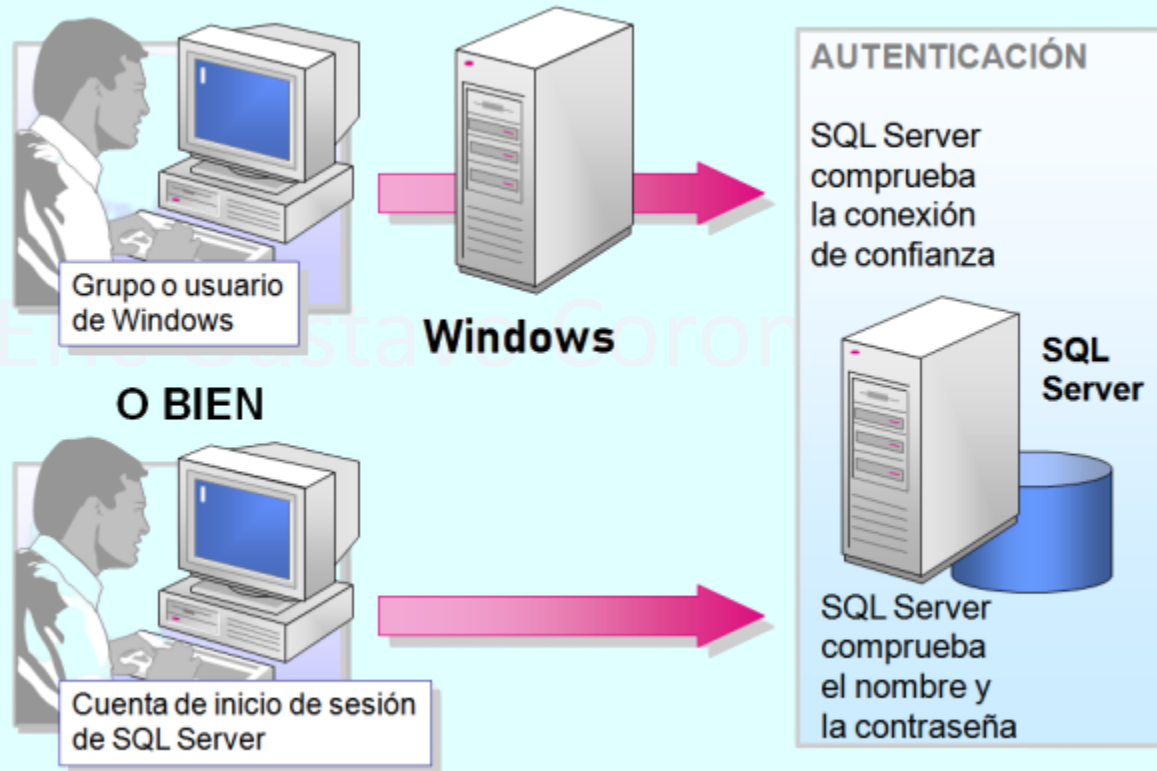 Grupo o usuario
de Windows
Windows
O BIEN
Cuenta de inicio de sesión
de SQL Server
AUTENTICACIÓN
SQL Server
comprueba
la conexión
de confianza
SQL
Server
SQL Server
comprueba
el nombre y
la contraseña